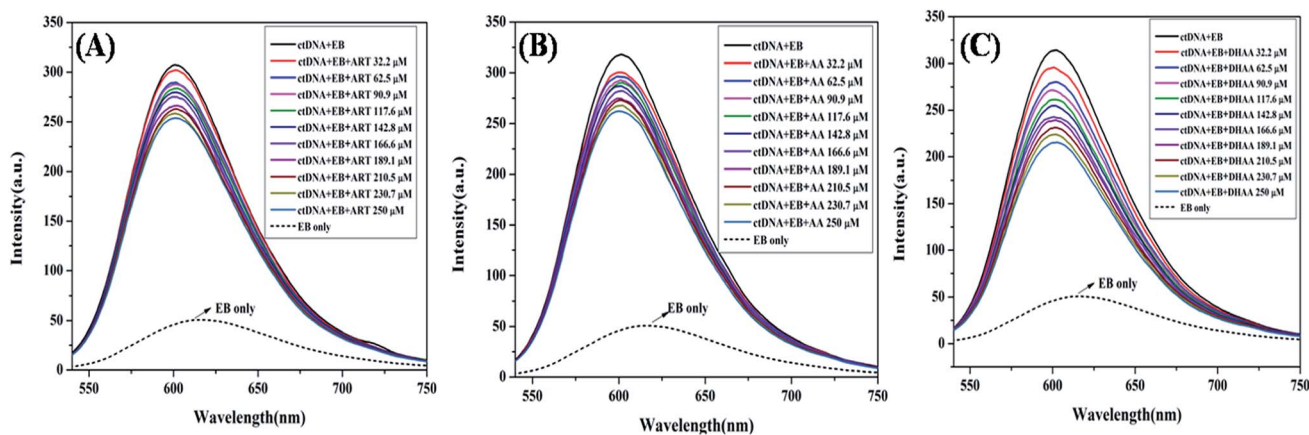 (A)
350
300
250
200
150
100
50
0
Intensity(a.u.)
ctDNA+EB
ctDNA+EB+ART 32.2 µM
ctDNA+EB+ART 62.5 µM
ctDNA+EB+ART 90.9 µM
ctDNA+EB+ART 117.6 µM
ctDNA+EB+ART 142.8 µM
ctDNA+EB+ART 166.6 µM
ctDNA+EB+ART 189.1 µM
ctDNA+EB+ART 210.5 µM
ctDNA+EB+ART 230.7 µM
ctDNA+EB+ART 250 µM
EB only
EB only
550 600 650 700 750
Wavelength(nm)
(B)
350
300
250
200
150
100
50
0
Intensity(a.u.)
ctDNA+EB
ctDNA+EB+AA 32.2 µM
ctDNA+EB+AA 62.5 µM
ctDNA+EB+AA 90.9 µM
ctDNA+EB+AA 117.6 µM
ctDNA+EB+AA 142.8 µM
ctDNA+EB+AA 166.6 µM
ctDNA+EB+AA 189.1 µM
ctDNA+EB+AA 210.5 µM
ctDNA+EB+AA 230.7 µM
ctDNA+EB+AA 250 µM
EB only
EB only
550 600 650 700 750
Wavelength(nm)
(C)
350
300
250
200
150
100
50
0
Intensity(a.u.)
ctDNA+EB
ctDNA+EB+DHAA 32.2 µM
ctDNA+EB+DHAA 62.5 µM
ctDNA+EB+DHAA 90.9 µM
ctDNA+EB+DHAA 117.6 µM
ctDNA+EB+DHAA 142.8 µM
ctDNA+EB+DHAA 166.6 µM
ctDNA+EB+DHAA 189.1 µM
ctDNA+EB+DHAA 210.5 µM
ctDNA+EB+DHAA 230.7 µM
ctDNA+EB+DHAA 250 µM
EB only
EB only
550 600 650 700 750
Wavelength(nm)